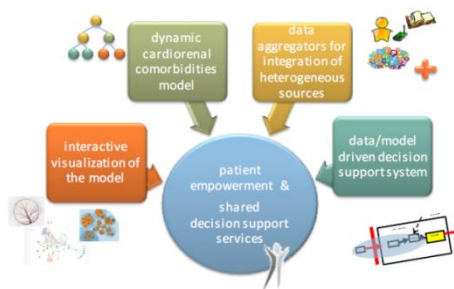 dynamic
cardiorenal
comorbidities
model
data
aggregators for
integration of
heterogeneous
sources
interactive
visualization of
the model
data/model
driven decision
support system
patient
empowerment &
shared
decision support
services